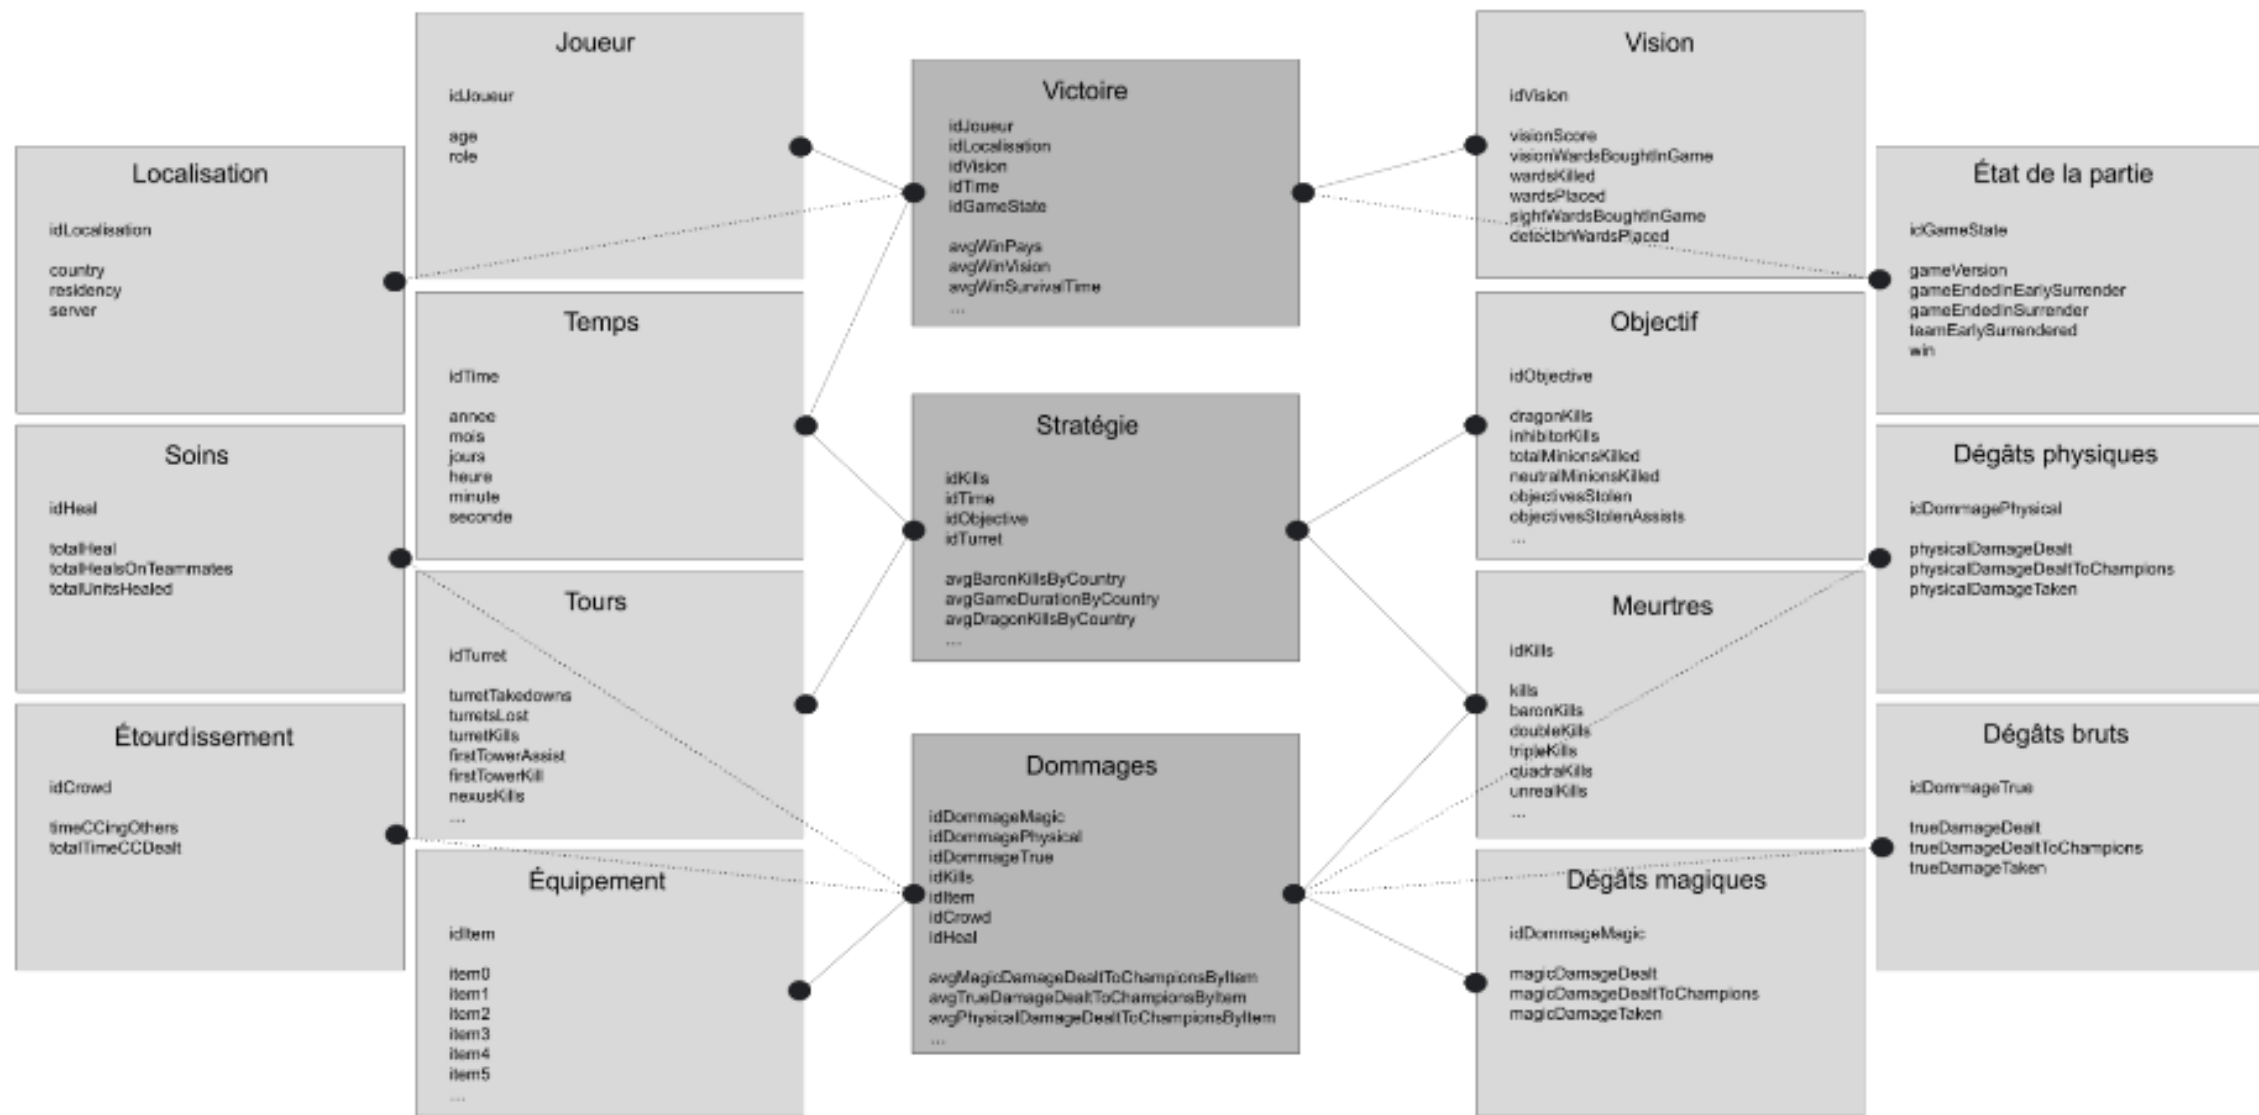 Joueur
idJoueur
age
role
Localisation
idLocalisation
country
residency
server
Temps
idTime
annee
mois
jours
heure
minute
seconde
Soins
idHeal
totalHeal
totalHealsOnTeammates
totalUnitsHealed
Tours
idTurret
turretTakedowns
turretsLost
turretKills
firstTowerAssist
firstTowerKill
nexusKills
...
Étourdissement
idCrowd
timeCCingOthers
totalTimeCCDealt
Équipement
idItem
item0
item1
item2
item3
item4
item5
...
Victoire
idJoueur
idLocalisation
idVision
idTime
idGameState
avgWinPays
avgWinVision
avgWinSurvivalTime
...
Stratégie
idKills
idTime
idObjective
idTurret
avgBaronKillsByCountry
avgGameDurationByCountry
avgDragonKillsByCountry
...
Dommages
idDommageMagic
idDommagePhysical
idDommageTrue
idKills
idItem
idCrowd
idHeal
avgMagicDamageDealtToChampionsByItem
avgTrueDamageDealtToChampionsByItem
avgPhysicalDamageDealtToChampionsByItem
...
Vision
idVision
visionScore
visionWardsBoughtInGame
wardsKilled
wardsPlaced
sightWardsBoughtInGame
detectorWardsPlaced
État de la partie
idGameState
gameVersion
gameEndedInEarlySurrender
gameEndedInSurrender
teamEarlySurrendered
win
Objectif
idObjective
dragonKills
inhibitorKills
totalMinionsKilled
neutralMinionsKilled
objectivesStolen
objectivesStolenAssists
...
Dégâts physiques
idDommagePhysical
physicalDamageDealt
physicalDamageDealtToChampions
physicalDamageTaken
Meurtres
idKills
kills
baronKills
doubleKills
tripleKills
quadraKills
unrealKills
...
Dégâts bruts
idDommageTrue
trueDamageDealt
trueDamageDealtToChampions
trueDamageTaken
Dégâts magiques
idDommageMagic
magicDamageDealt
magicDamageDealtToChampions
magicDamageTaken